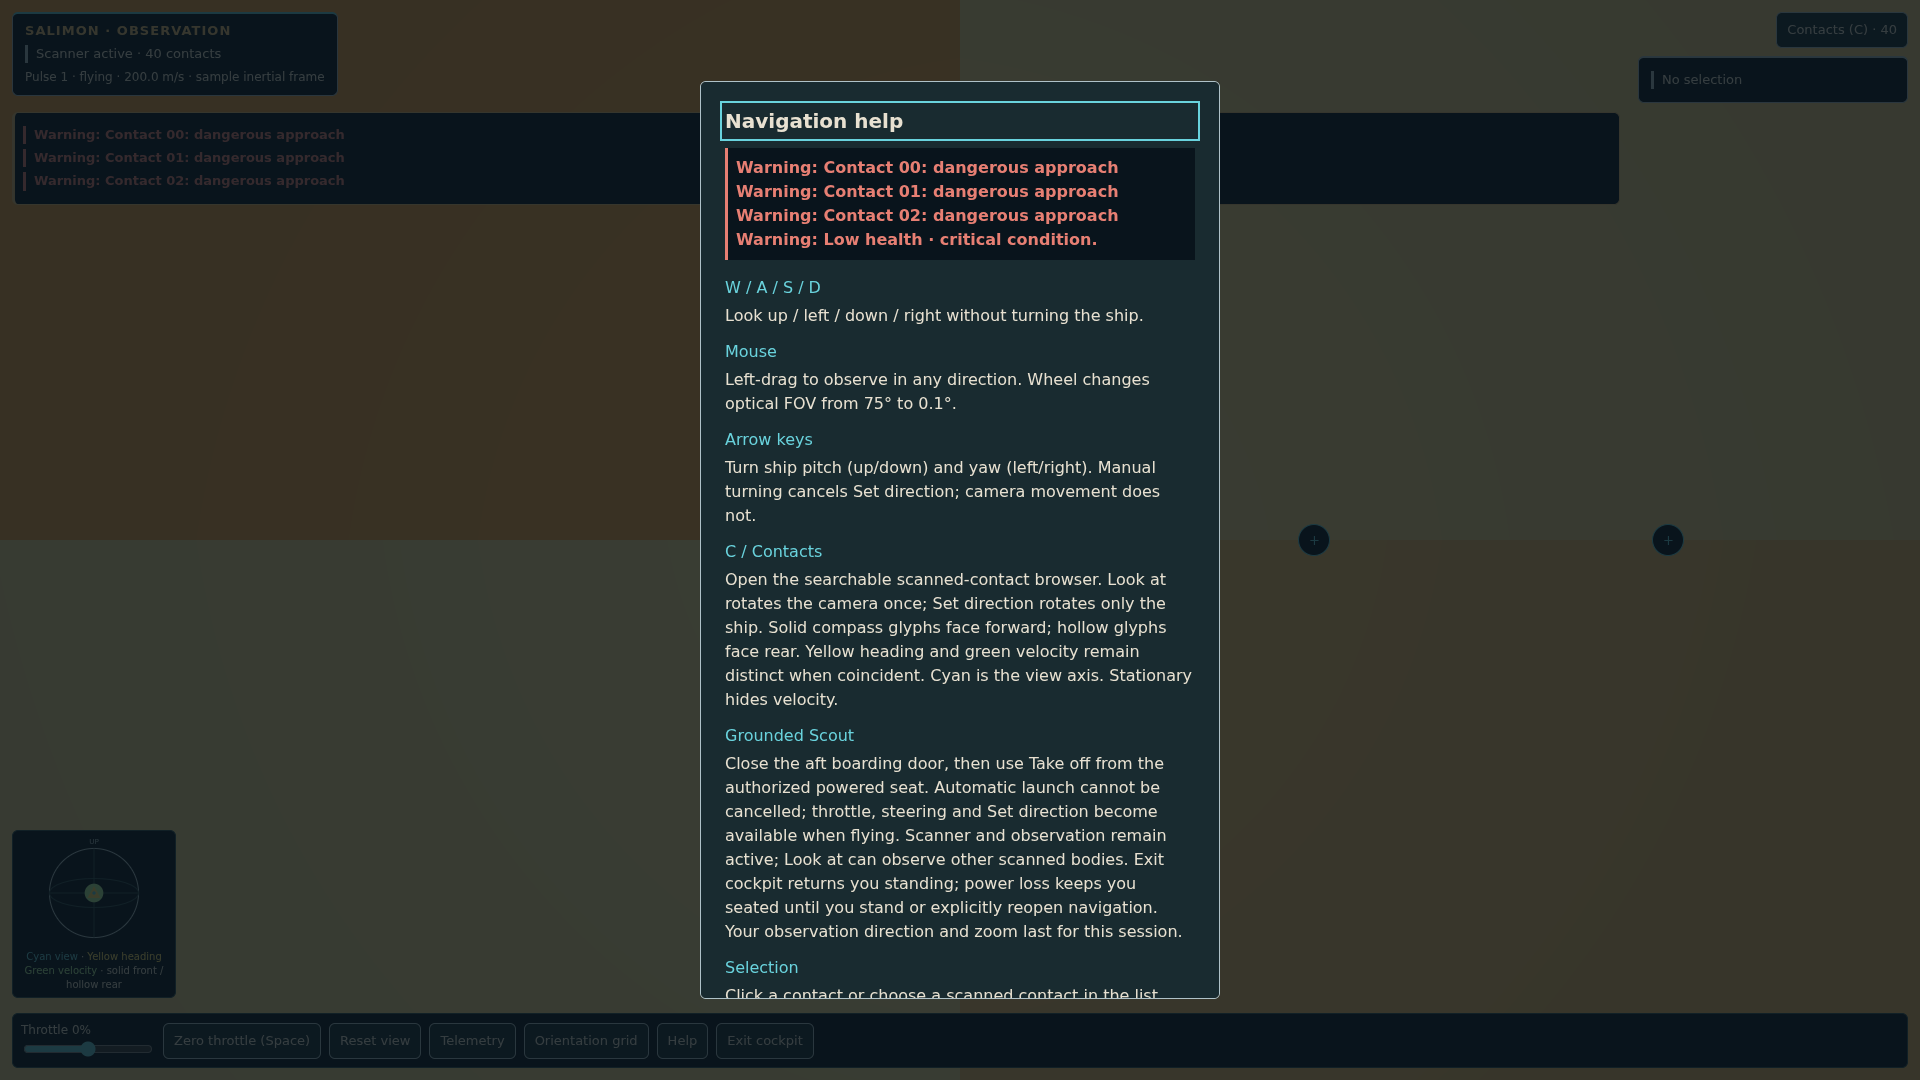 SALIMON · OBSERVATION
Scanner active · 40 contacts
Pulse 1 · flying · 200.0 m/s · sample inertial frame
Contacts (C) · 40
No selection
Warning: Contact 00: dangerous approach
Warning: Contact 01: dangerous approach
Warning: Contact 02: dangerous approach
Navigation help
Warning: Contact 00: dangerous approach
Warning: Contact 01: dangerous approach
Warning: Contact 02: dangerous approach
Warning: Low health · critical condition.
W / A / S / D
Look up / left / down / right without turning the ship.
Mouse
Left-drag to observe in any direction. Wheel changes
optical FOV from 75° to 0.1°.
Arrow keys
Turn ship pitch (up/down) and yaw (left/right). Manual
turning cancels Set direction; camera movement does
not.
C / Contacts
Open the searchable scanned-contact browser. Look at
rotates the camera once; Set direction rotates only the
ship. Solid compass glyphs face forward; hollow glyphs
face rear. Yellow heading and green velocity remain
distinct when coincident. Cyan is the view axis. Stationary
hides velocity.
Grounded Scout
Close the aft boarding door, then use Take off from the
authorized powered seat. Automatic launch cannot be
cancelled; throttle, steering and Set direction become
available when flying. Scanner and observation remain
active; Look at can observe other scanned bodies. Exit
cockpit returns you standing; power loss keeps you
seated until you stand or explicitly reopen navigation.
Your observation direction and zoom last for this session.
Selection
Click a contact or choose a scanned contact in the list.
UP
Cyan view · Yellow heading
Green velocity · solid front /
hollow rear
Throttle 0%
Zero throttle (Space)
Reset view
Telemetry
Orientation grid
Help
Exit cockpit